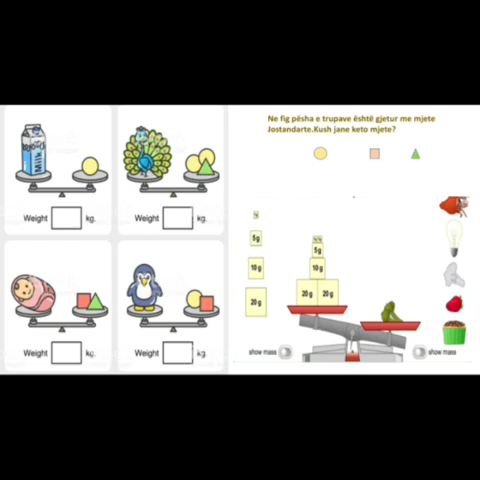 Ne fig pësha e trupave është gjetur me mjete
Jostandarte.Kush jane keto mjete?
Milk
Weight kg.
Weight kg.
Weight kg.
Weight kg.
5g
10 g
20 g
5g
10 g
20 g 20 g
show mass
show mass